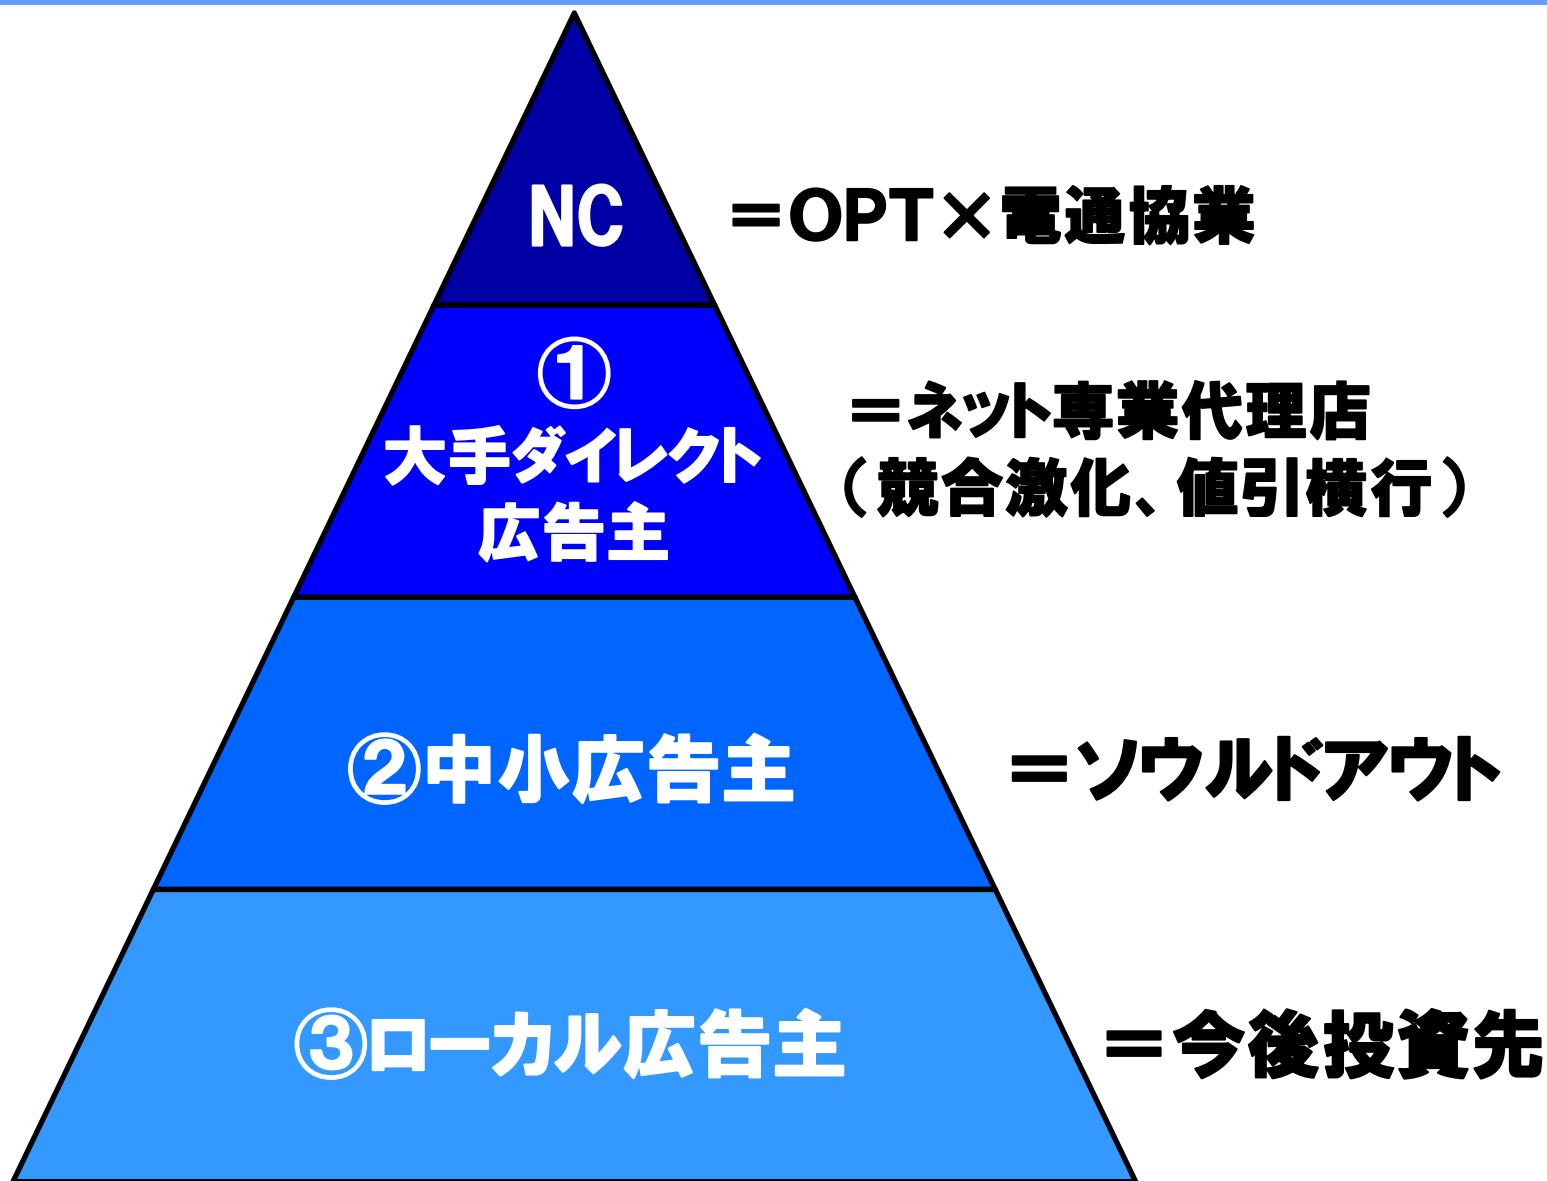 NC
＝OPT×電通協業
①
大手ダイレクト
広告主
＝ネット専業代理店
（競合激化、値引横行）
②中小広告主
＝ソウルドアウト
③ローカル広告主
＝今後投資先